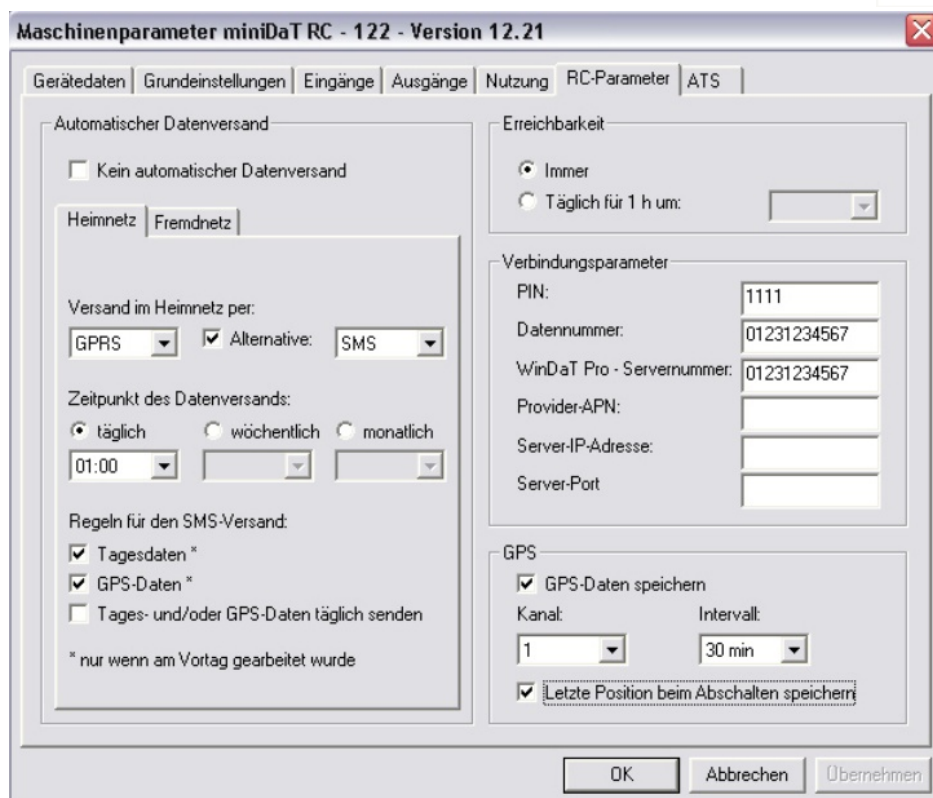 Maschinenparameter miniDaT RC - 122 - Version 12.21
Gerätedaten Grundeinstellungen Eingänge Ausgänge Nutzung RC-Parameter ATS
Automatischer Datenversand
Kein automatischer Datenversand
Heimnetz Fremdnetz
Versand im Heimnetz per:
GPRS Alternative: SMS
Zeitpunkt des Datenversands:
täglich wöchentlich monatlich
01:00
Regeln für den SMS-Versand:
Tagesdaten *
GPS-Daten *
Tages- und/oder GPS-Daten täglich senden
* nur wenn am Vortag gearbeitet wurde
Erreichbarkeit
Immer
Täglich für 1 h um:
Verbindungsparameter
PIN: 1111
Datennummer: 01231234567
WinDaT Pro - Servernummer: 01231234567
Provider-APN:
Server-IP-Adresse:
Server-Port
GPS
GPS-Daten speichern
Kanal: Intervall:
1 30 min
Letzte Position beim Abschalten speichern
OK Abbrechen Übernehmen